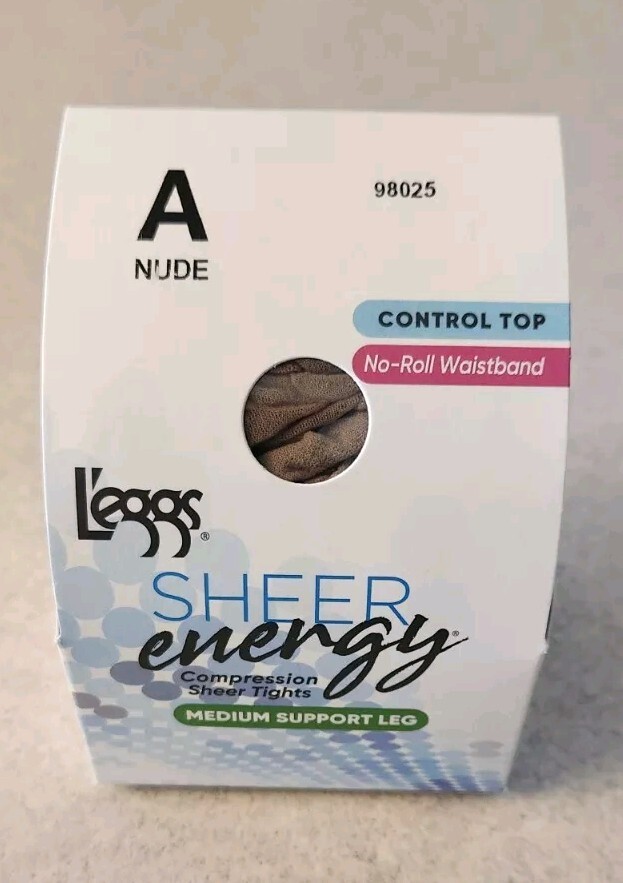 A
NUDE
98025
CONTROL TOP
No-Roll Waistband
L'eggs®
SHEER
energy®
Compression
Sheer Tights
MEDIUM SUPPORT LEG